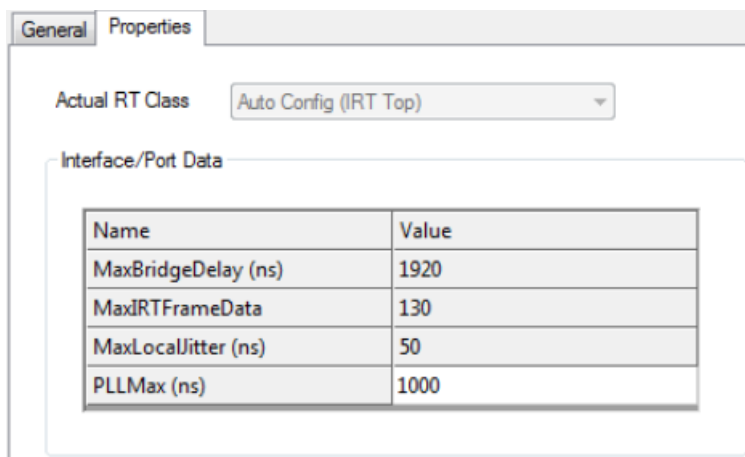 General Properties
Actual RT Class Auto Config (IRT Top)
Interface/Port Data
Name Value
MaxBridgeDelay (ns) 1920
MaxIRTFrameData 130
MaxLocalJitter (ns) 50
PLLMax (ns) 1000